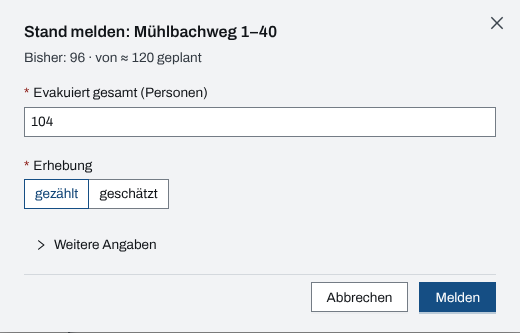 Stand melden: Mühlbachweg 1–40
Bisher: 96 · von ≈ 120 geplant
* Evakuiert gesamt (Personen)
104
* Erhebung
gezählt geschätzt
Weitere Angaben
Abbrechen Melden